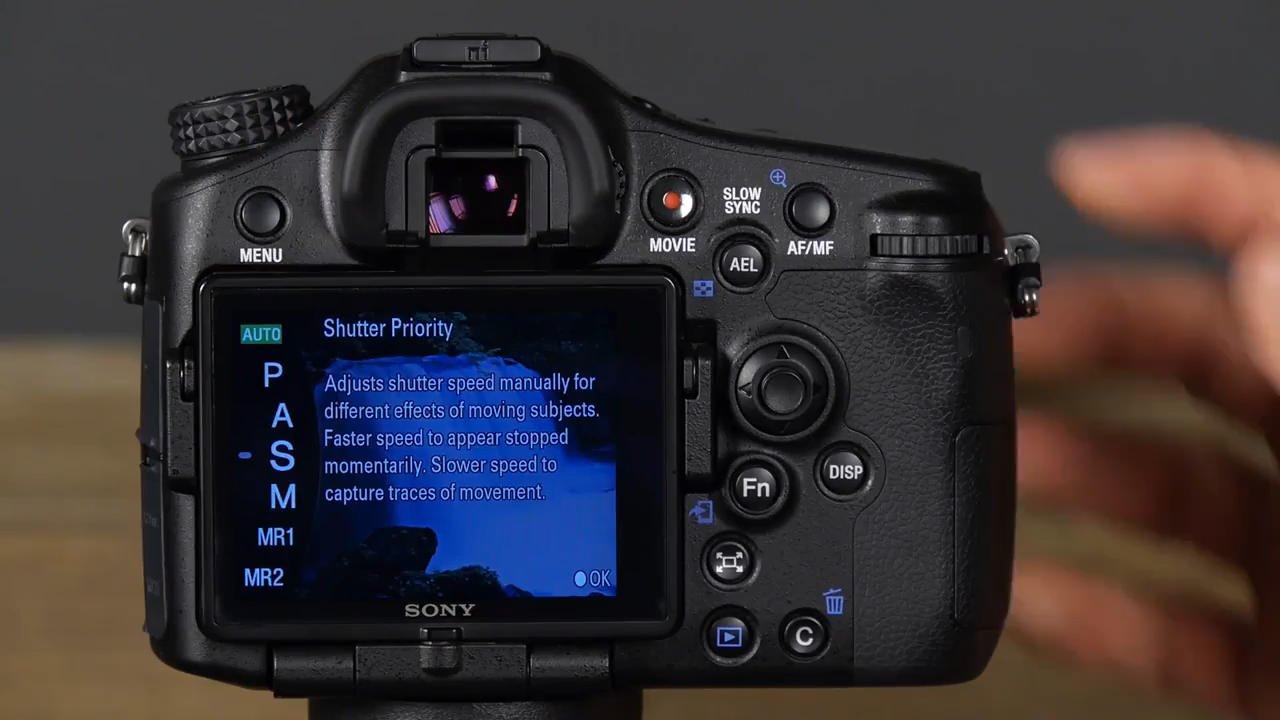 SLOW
SYNC
MENU
MOVIE
AF/MF
AEL
AUTO
Shutter Priority
P
A
S
M
MR1
MR2
Adjusts shutter speed manually for
different effects of moving subjects.
Faster speed to appear stopped
momentarily. Slower speed to
capture traces of movement.
OK
DISP
Fn
SONY
C